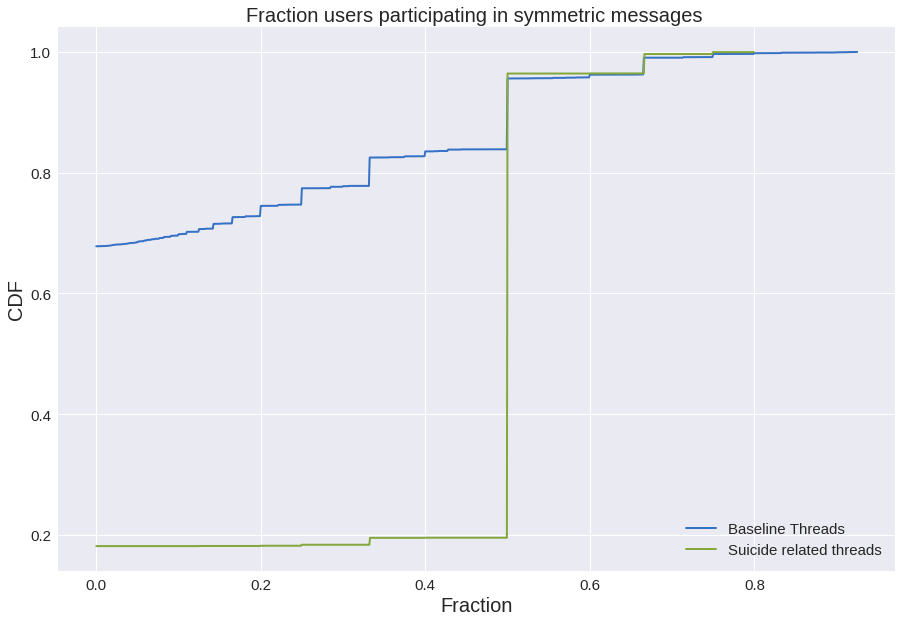 Fraction users participating in symmetric messages
1.0
0.8
0.6
0.4
0.2
CDF
Baseline Threads
Suicide related threads
0.0 0.2 0.4 0.6 0.8
Fraction